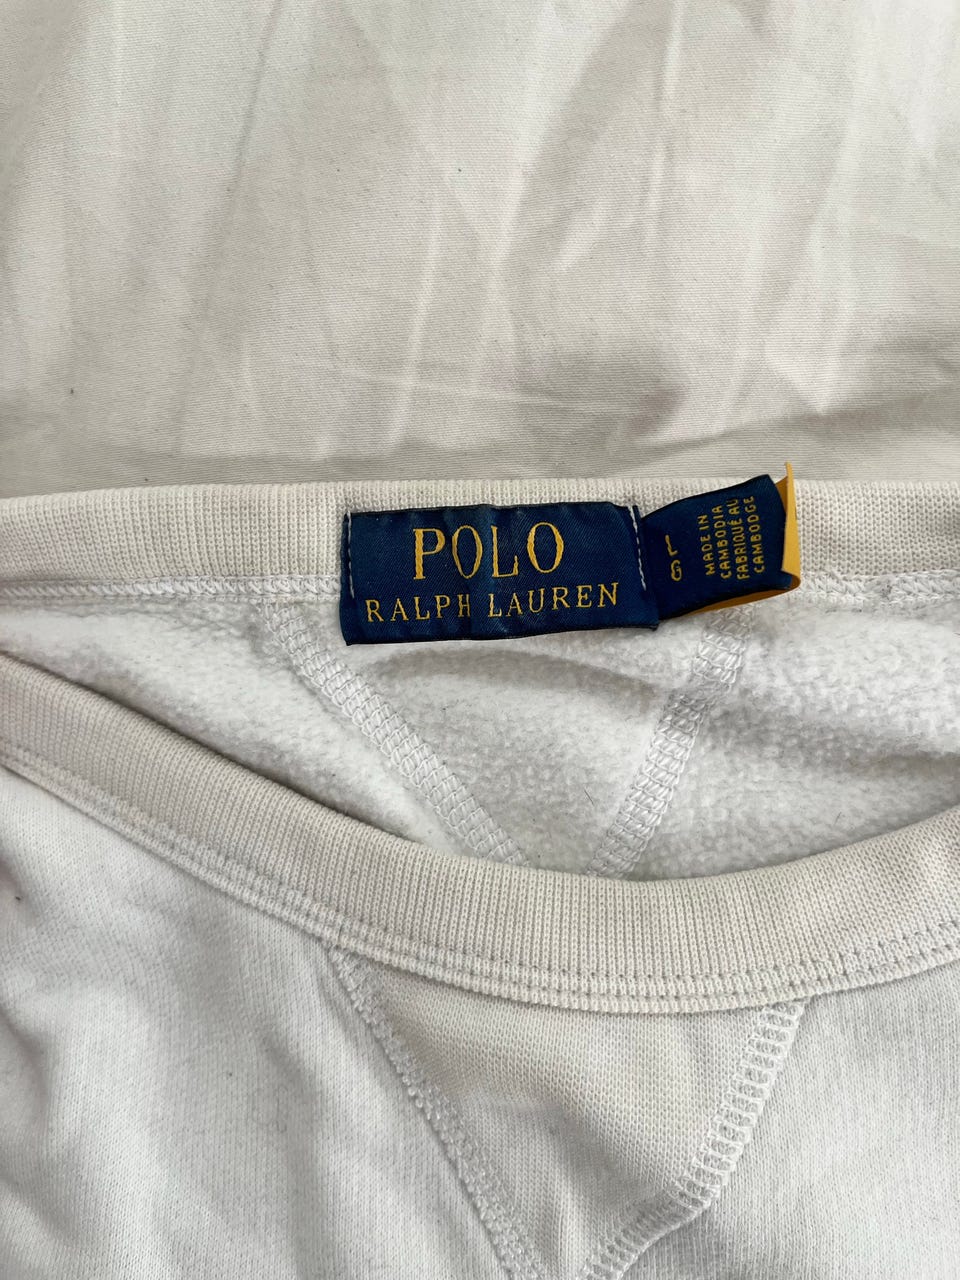 POLO
RALPH LAUREN
MADE IN
CAMBODIA
FABRIQUÉ AU
CAMBODGE